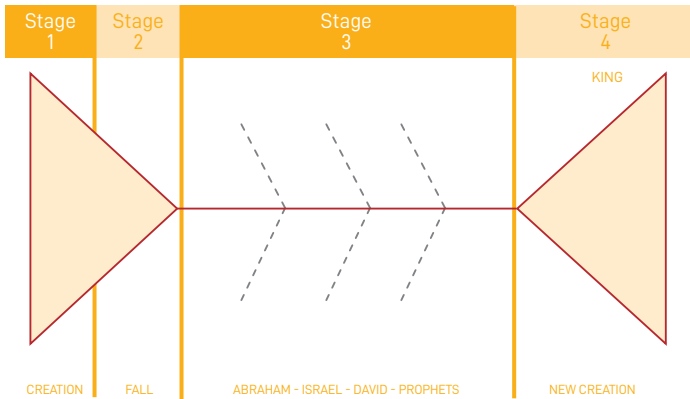 Stage
1
Stage
2
Stage
3
Stage
4
KING
CREATION
FALL
ABRAHAM - ISRAEL - DAVID - PROPHETS
NEW CREATION